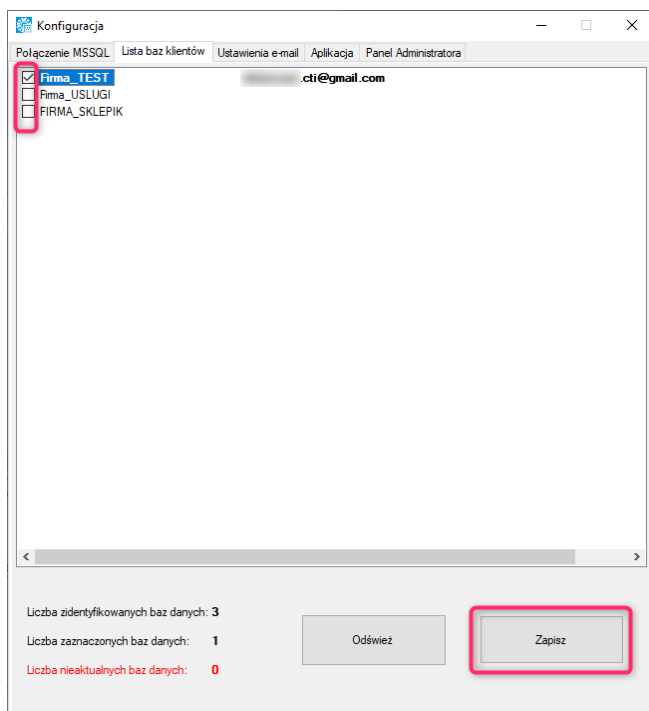 Konfiguracja
Połączenie MSSQL Lista baz klientów Ustawienia e-mail Aplikacja Panel Administratora
Firma_TEST .cti@gmail.com
Firma_USLUGI
FIRMA_SKLEPIK
Liczba zidentyfikowanych baz danych: 3
Liczba zaznaczonych baz danych: 1
Liczba nieaktualnych baz danych: 0
Odśwież
Zapisz